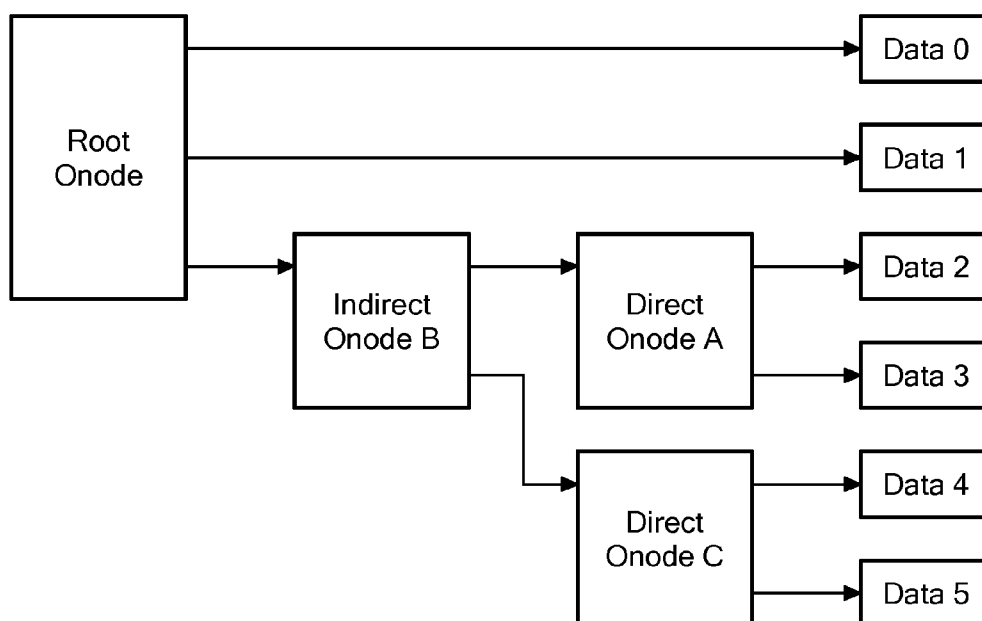 Data 0
Root
Onode
Data 1
Indirect
Onode B
Direct
Onode A
Data 2
Data 3
Direct
Onode C
Data 4
Data 5